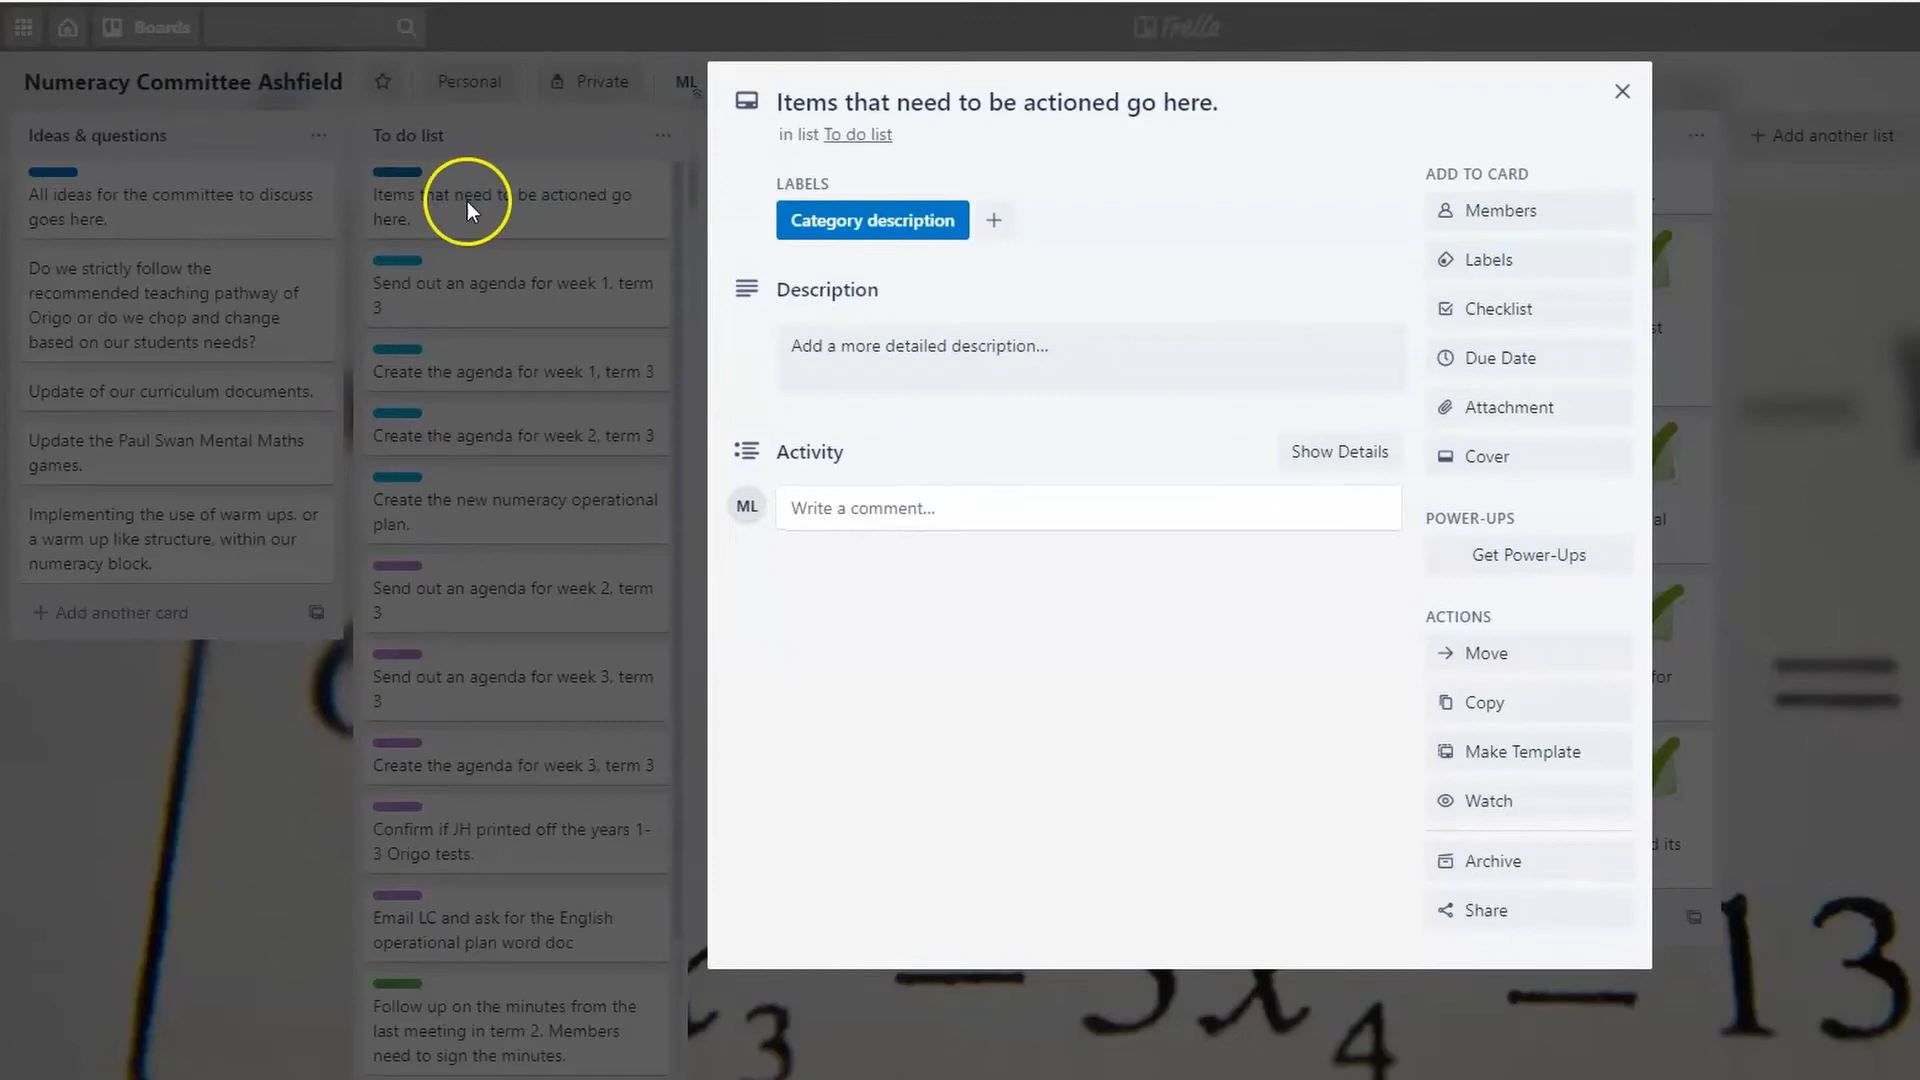 Boards
Trello
Numeracy Committee Ashfield
Personal
Private
ML
Ideas & questions
All ideas for the committee to discuss
goes here.
Do we strictly follow the
recommended teaching pathway of
Origo or do we chop and change
based on our students needs?
Update of our curriculum documents.
Update the Paul Swan Mental Maths
games.
Implementing the use of warm ups, or
a warm up like structure, within our
numeracy block.
+ Add another card
To do list
Items that need to be actioned go
here.
Send out an agenda for week 1, term
3
Create the agenda for week 1, term 3
Create the agenda for week 2, term 3
Create the new numeracy operational
plan.
Send out an agenda for week 2, term
3
Send out an agenda for week 3, term
3
Create the agenda for week 3, term 3
Confirm if JH printed off the years 1-
3 Origo tests.
Email LC and ask for the English
operational plan word doc
Follow up on the minutes from the
last meeting in term 2. Members
need to sign the minutes.
Items that need to be actioned go here.
in list To do list
LABELS
Category description
Description
Add a more detailed description...
Activity
Show Details
ML
Write a comment...
ADD TO CARD
Members
Labels
Checklist
Due Date
Attachment
Cover
POWER-UPS
Get Power-Ups
ACTIONS
Move
Copy
Make Template
Watch
Archive
Share
+ Add another list
st
al
for
d its
3 − 3x4 − 13
=